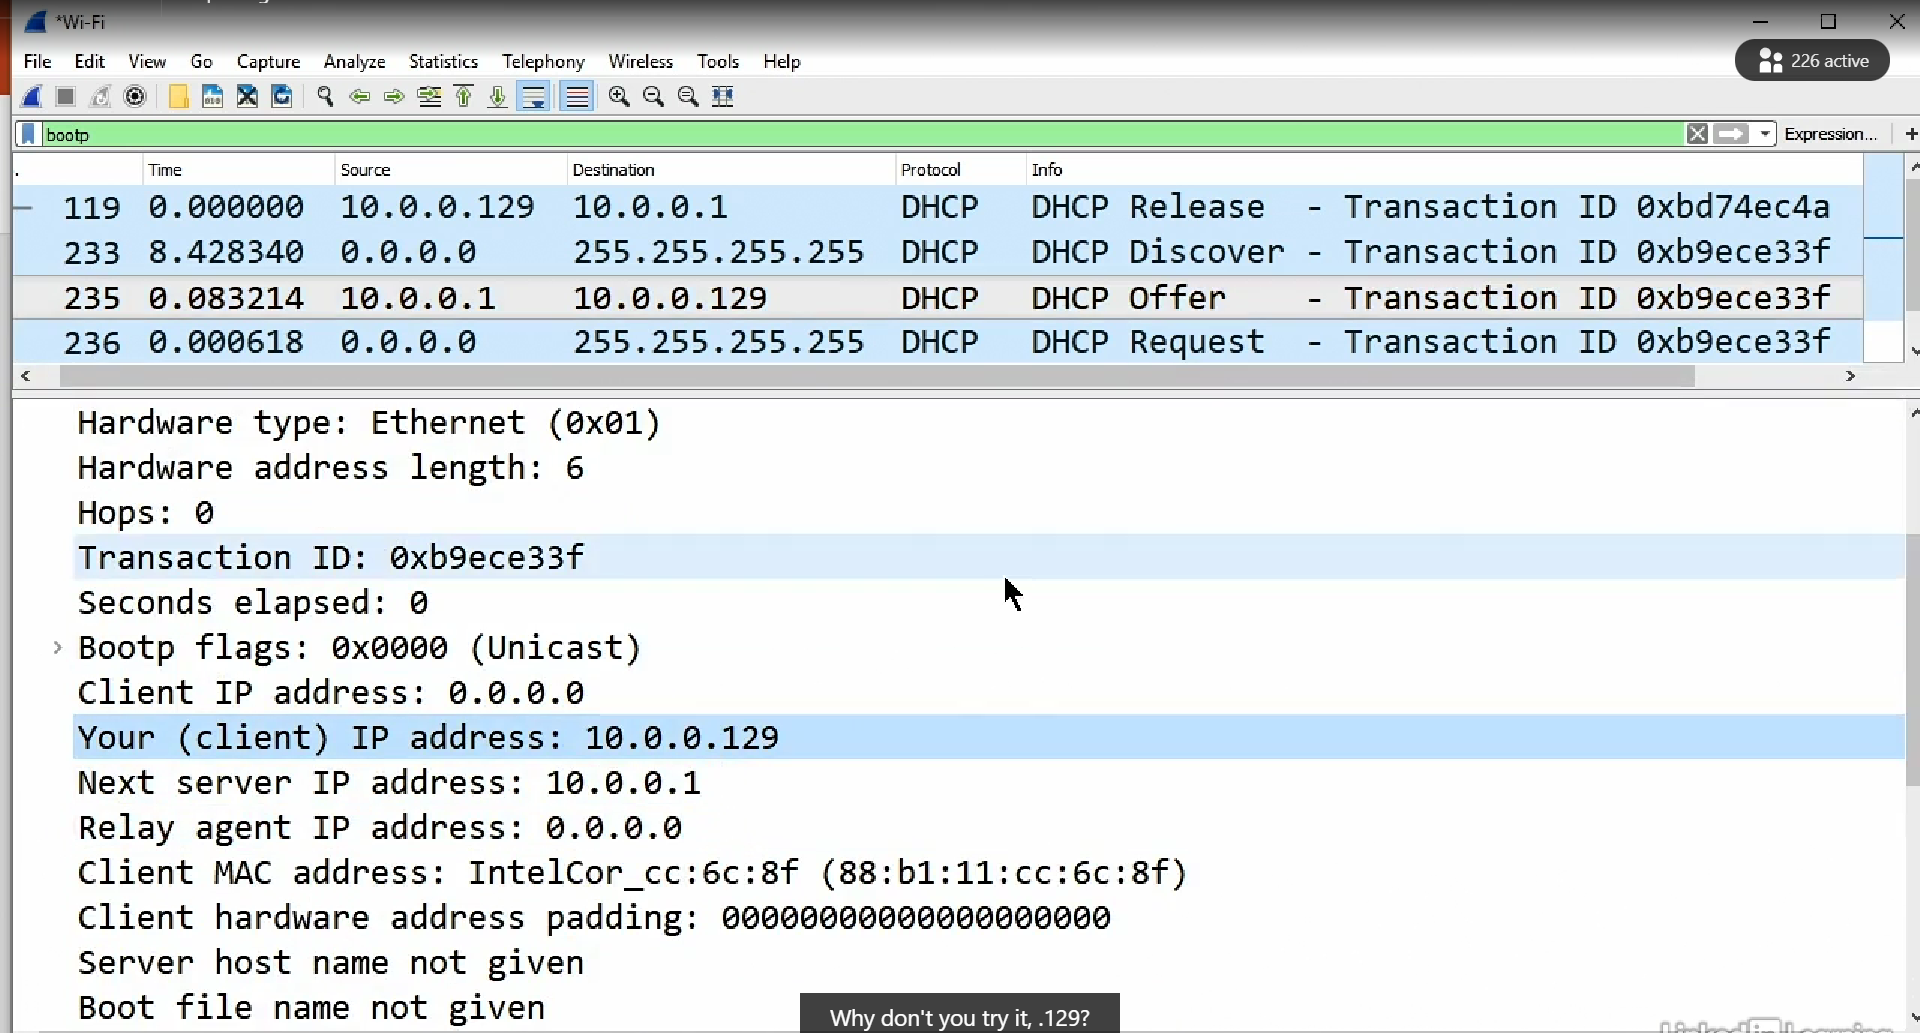 *Wi-Fi
File Edit View Go Capture Analyze Statistics Telephony Wireless Tools Help
226 active
bootp
Expression... +
. Time Source Destination Protocol Info
119 0.000000 10.0.0.129 10.0.0.1 DHCP DHCP Release - Transaction ID 0xbd74ec4a
233 8.428340 0.0.0.0 255.255.255.255 DHCP DHCP Discover - Transaction ID 0xb9ece33f
235 0.083214 10.0.0.1 10.0.0.129 DHCP DHCP Offer - Transaction ID 0xb9ece33f
236 0.000618 0.0.0.0 255.255.255.255 DHCP DHCP Request - Transaction ID 0xb9ece33f
Hardware type: Ethernet (0x01)
Hardware address length: 6
Hops: 0
Transaction ID: 0xb9ece33f
Seconds elapsed: 0
Bootp flags: 0x0000 (Unicast)
Client IP address: 0.0.0.0
Your (client) IP address: 10.0.0.129
Next server IP address: 10.0.0.1
Relay agent IP address: 0.0.0.0
Client MAC address: IntelCor_cc:6c:8f (88:b1:11:cc:6c:8f)
Client hardware address padding: 00000000000000000000
Server host name not given
Boot file name not given
Why don't you try it, .129?
Linked in Learning